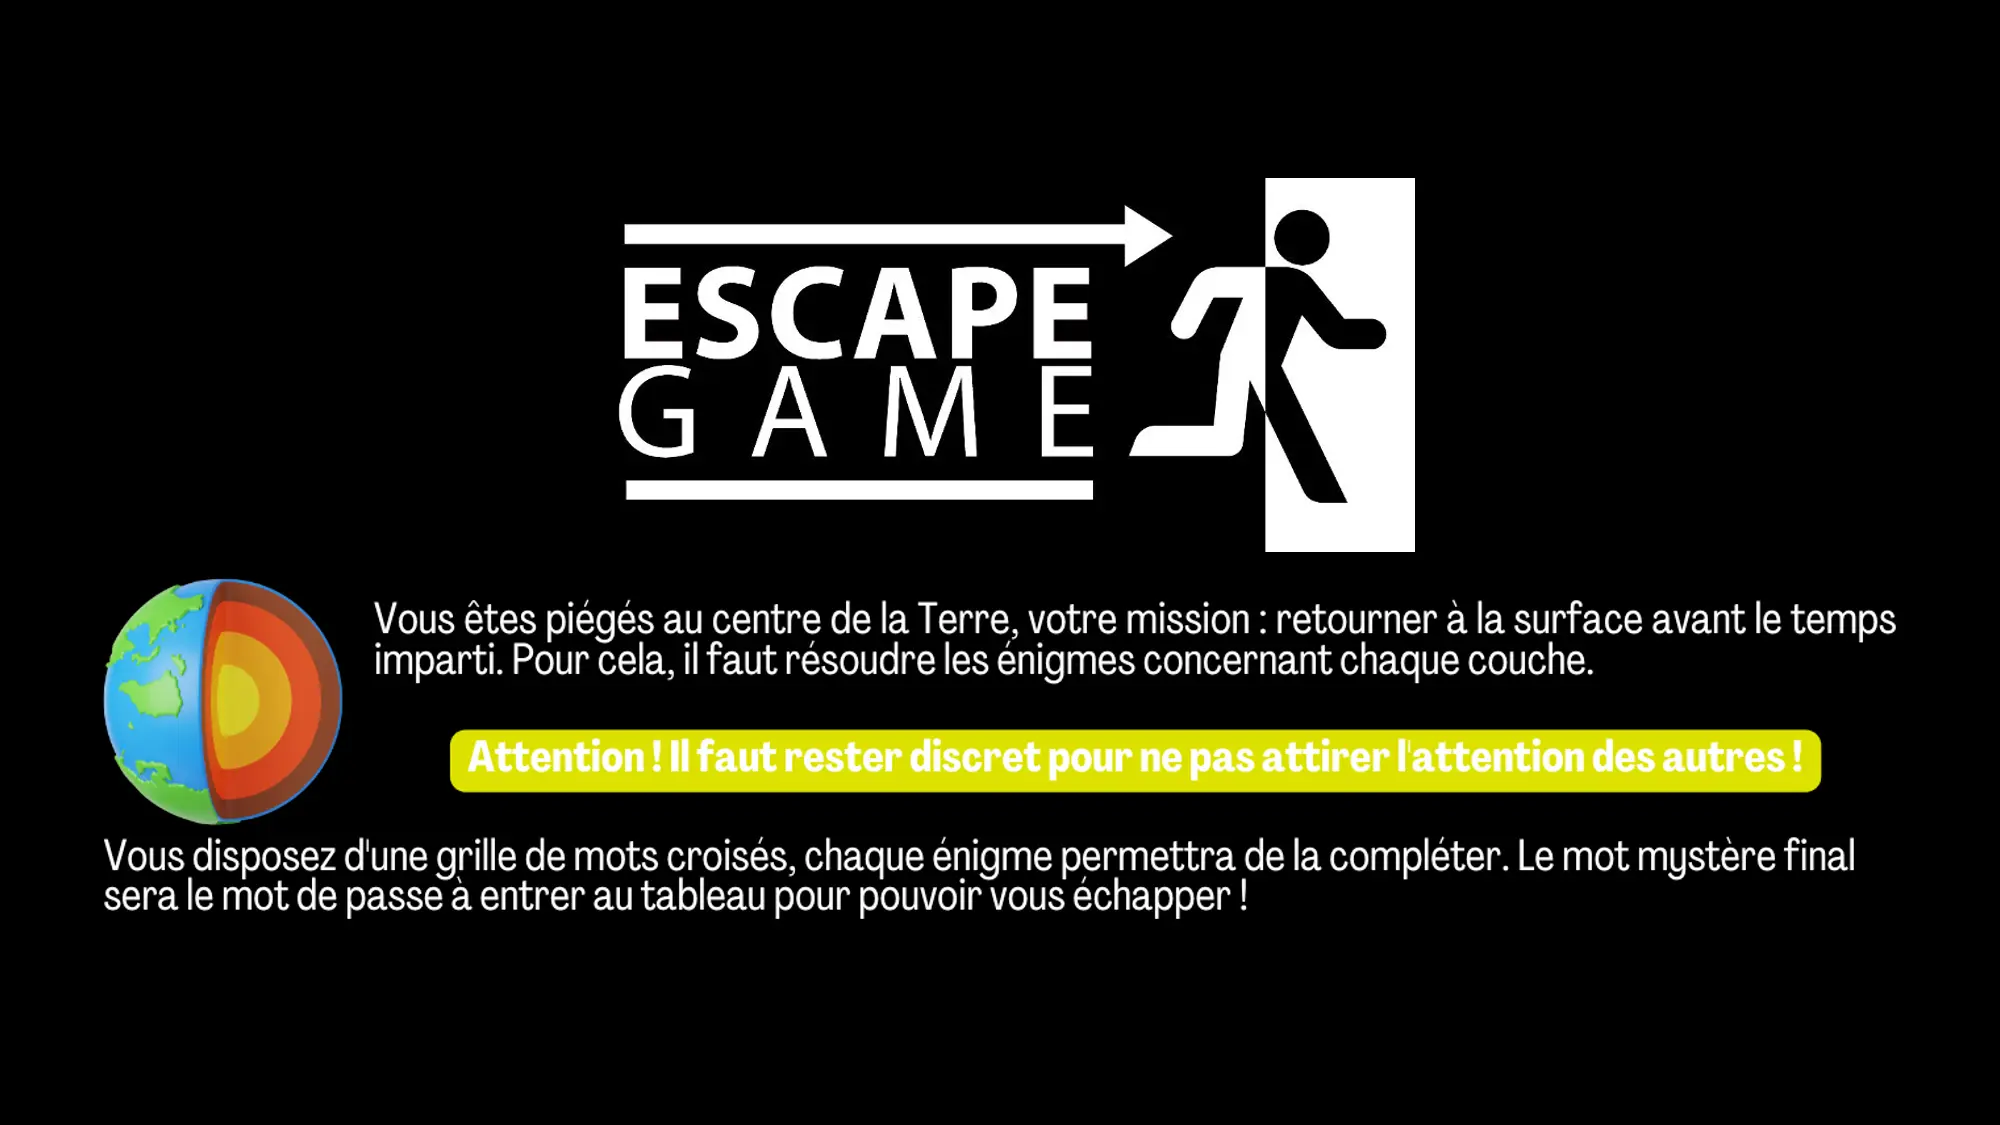 ESCAPE
GAME
Vous êtes piégés au centre de la Terre, votre mission : retourner à la surface avant le temps
imparti. Pour cela, il faut résoudre les énigmes concernant chaque couche.
Attention ! Il faut rester discret pour ne pas attirer l'attention des autres !
Vous disposez d'une grille de mots croisés, chaque énigme permettra de la compléter. Le mot mystère final
sera le mot de passe à entrer au tableau pour pouvoir vous échapper !